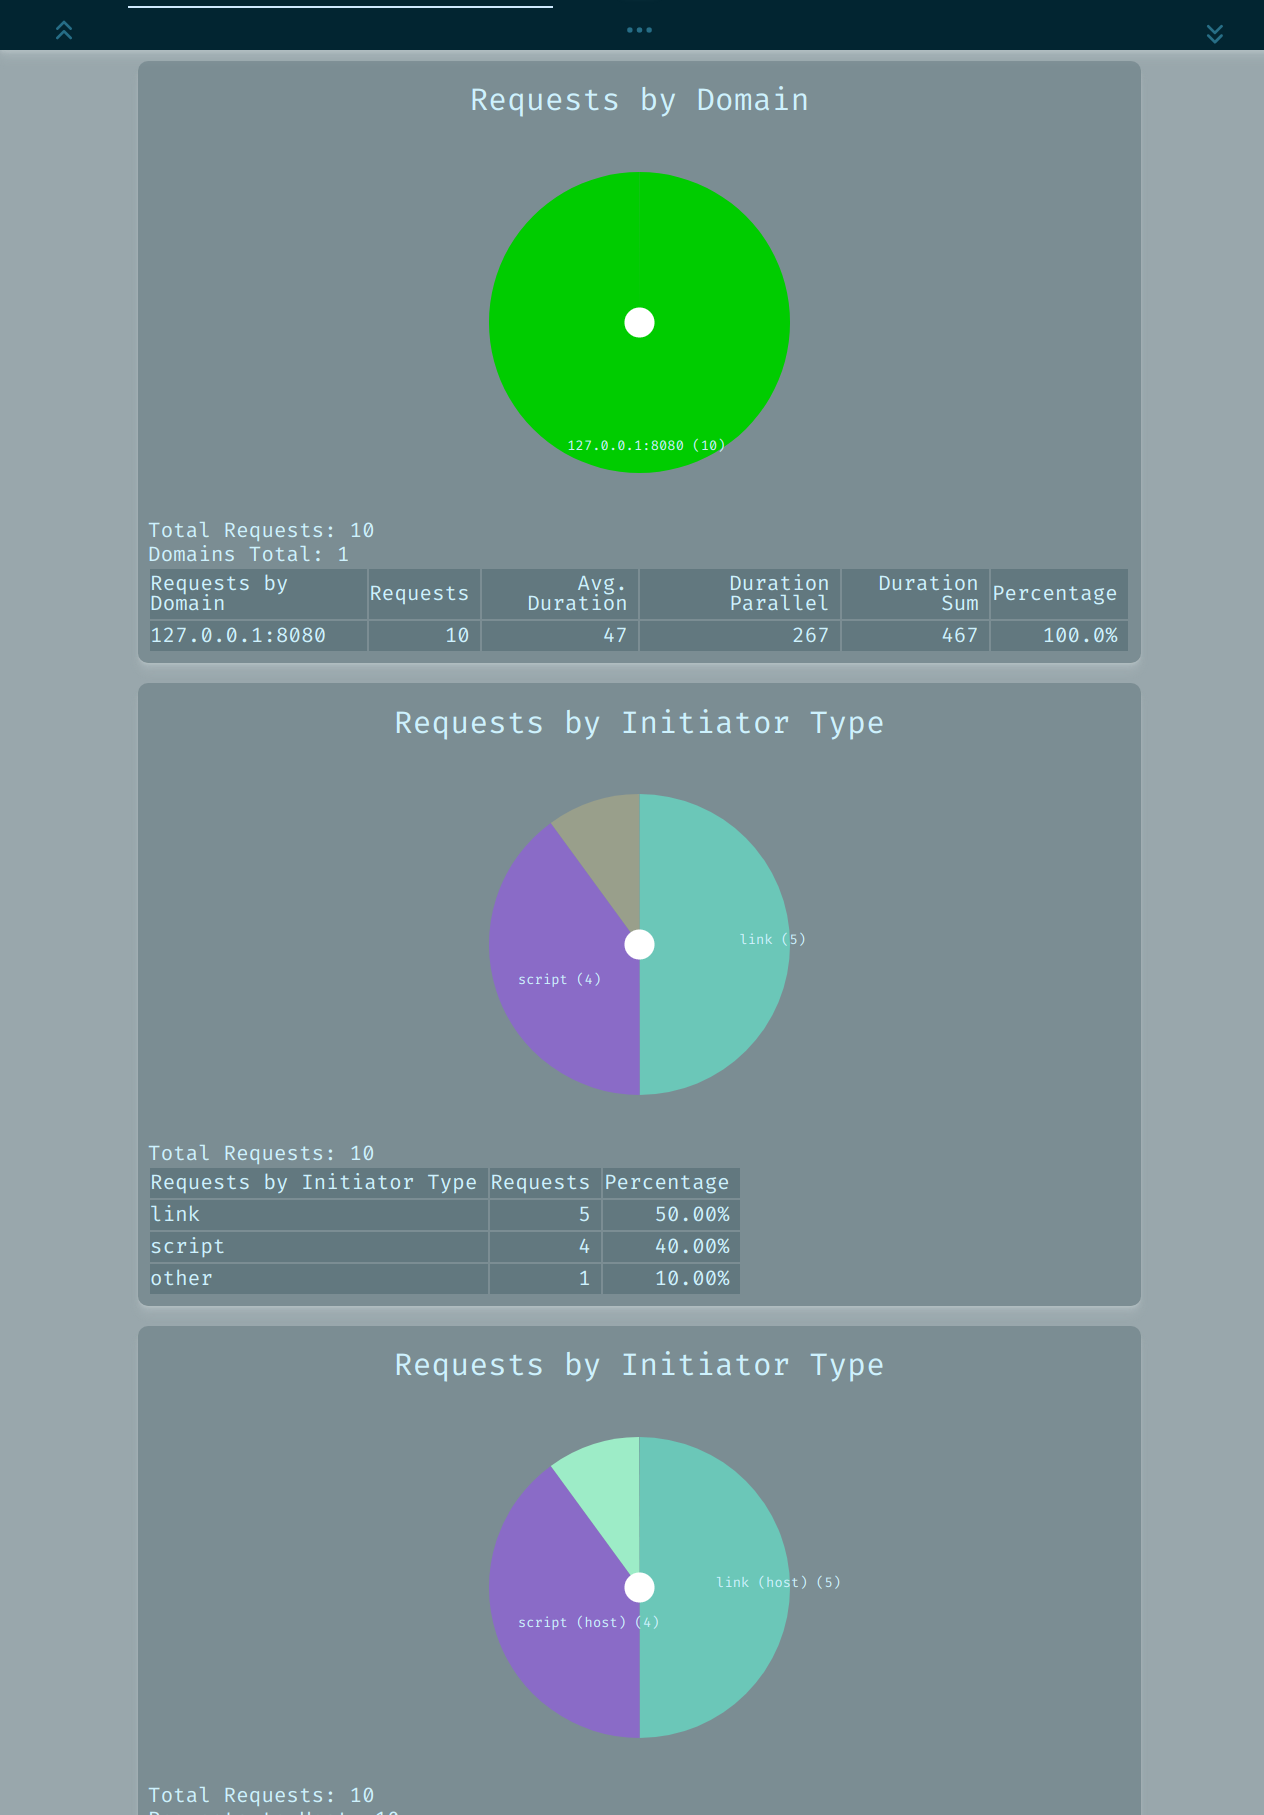 Requests by Domain
127.0.0.1:8080 (10)
Total Requests: 10
Domains Total: 1
Requests by Domain Requests Avg. Duration Duration Parallel Duration Sum Percentage
127.0.0.1:8080 10 47 267 467 100.0%
Requests by Initiator Type
link (5)
script (4)
Total Requests: 10
Requests by Initiator Type Requests Percentage
link 5 50.00%
script 4 40.00%
other 1 10.00%
Requests by Initiator Type
link (host) (5)
script (host) (4)
Total Requests: 10